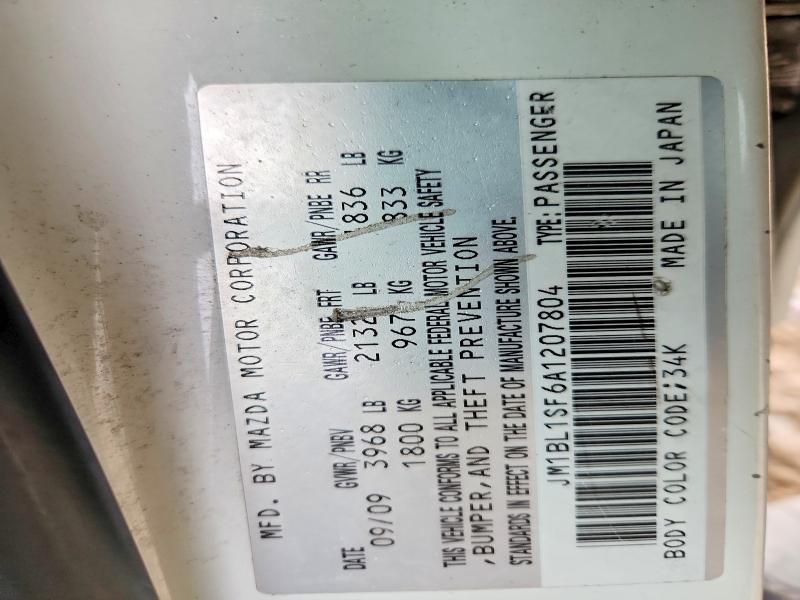 MFD. BY MAZDA MOTOR CORPORATION
DATE GVWR/PNBV GAWR/PNBE FRT GAWR/PNBE RR
09/09 3968 LB 2132 LB 1836 LB
1800 KG 967 KG 833 KG
THIS VEHICLE CONFORMS TO ALL APPLICABLE FEDERAL MOTOR VEHICLE SAFETY
,BUMPER,AND THEFT PREVENTION
STANDARDS IN EFFECT ON THE DATE OF MANUFACTURE SHOWN ABOVE.
JM1BL1SF6A1207804 TYPE:PASSENGER
BODY COLOR CODE;34K MADE IN JAPAN